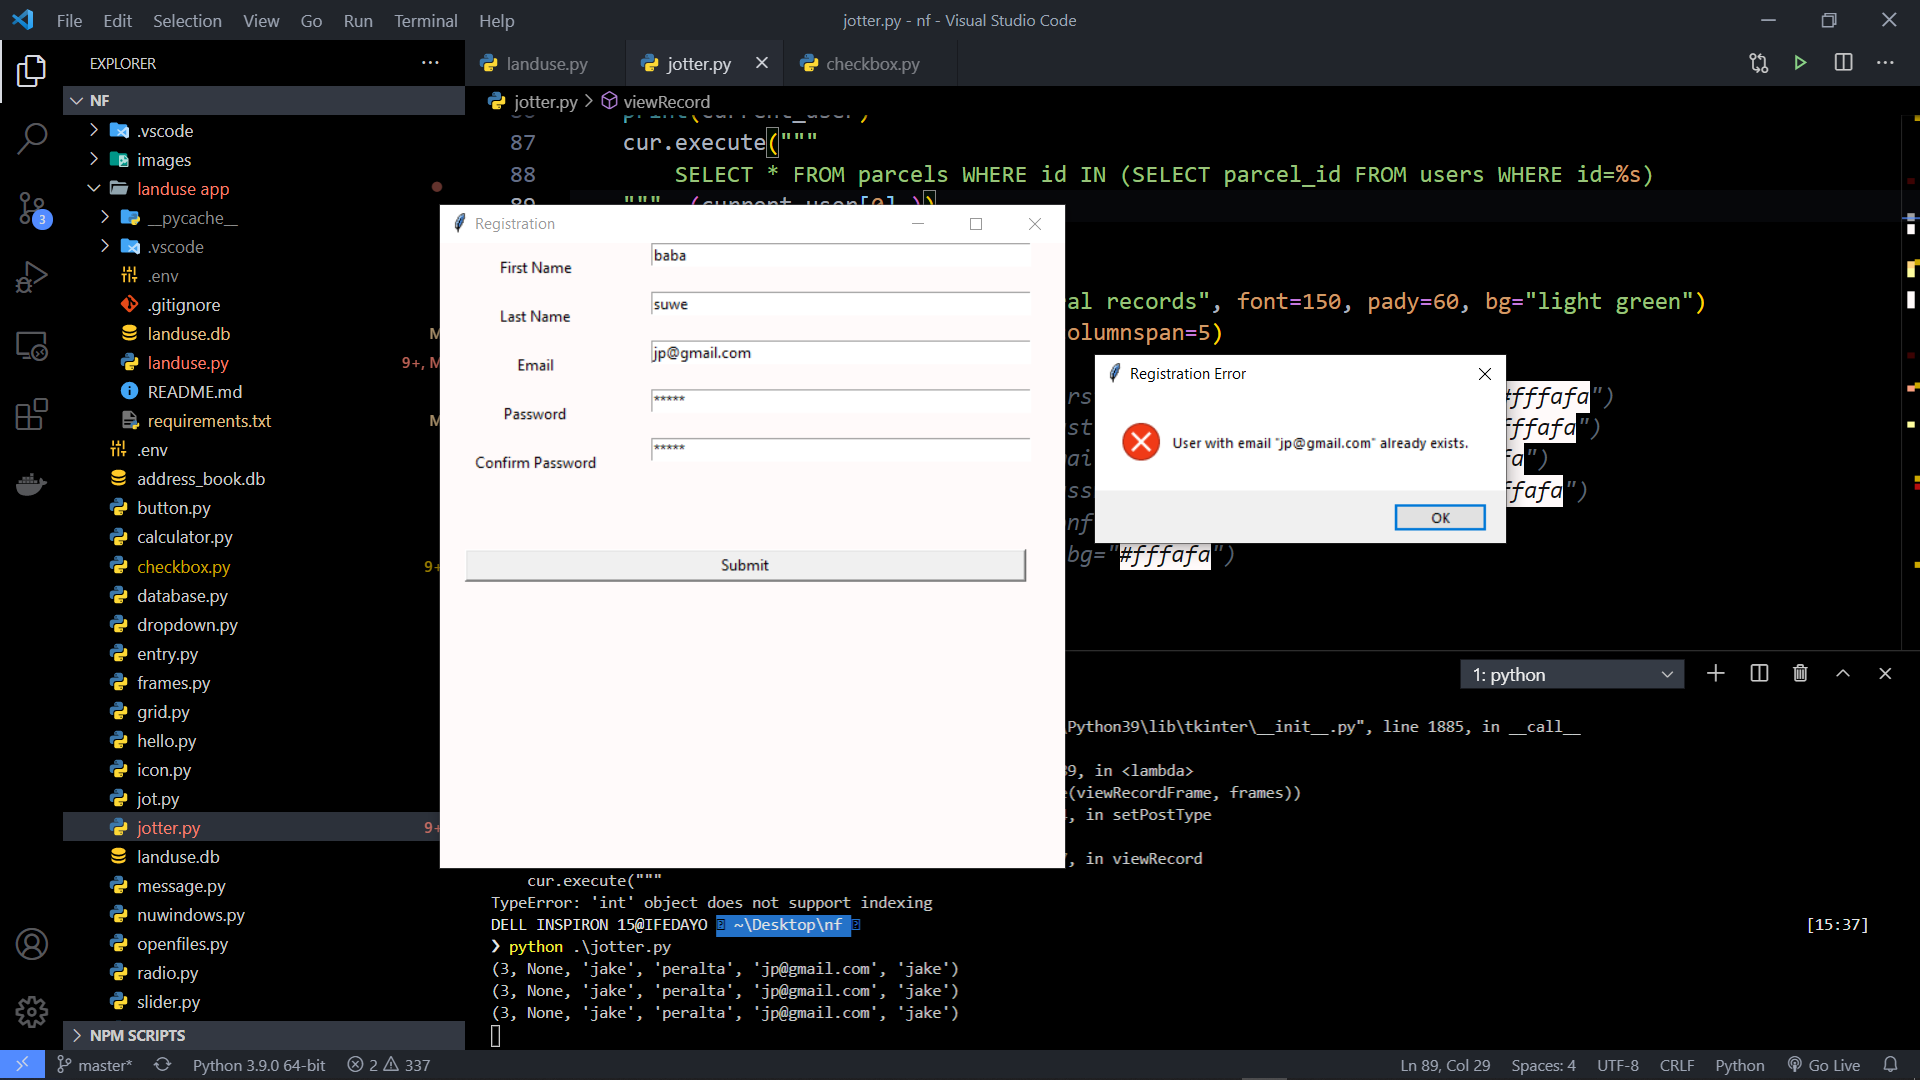 File Edit Selection View Go Run Terminal Help
jotter.py - nf - Visual Studio Code
EXPLORER
NF
.vscode
images
landuse app
__pycache__
.vscode
.env
.gitignore
landuse.db M
landuse.py 9+, M
README.md
requirements.txt M
.env
address_book.db
button.py
calculator.py
checkbox.py 9+
database.py
dropdown.py
entry.py
frames.py
grid.py
hello.py
icon.py
jot.py
jotter.py 9+
landuse.db
message.py
nuwindows.py
openfiles.py
radio.py
slider.py
NPM SCRIPTS
3
landuse.py jotter.py checkbox.py
jotter.py > viewRecord
print(current_user)
87 cur.execute("""
88 SELECT * FROM parcels WHERE id IN (SELECT parcel_id FROM users WHERE id=%s)
89 """, (current_user[0],))
al records", font=150, pady=60, bg="light green")
olumnspan=5)
rs #fffafa")
st fffafa")
ai fa")
ss ffafa")
nf
bg="#fffafa")
Registration
First Name baba
Last Name suwe
Email jp@gmail.com
Password *****
Confirm Password *****
Submit
Registration Error
User with email "jp@gmail.com" already exists.
OK
1: python
\Python39\lib\tkinter\__init__.py", line 1885, in __call__
9, in <lambda>
(viewRecordFrame, frames))
, in setPostType
, in viewRecord
cur.execute("""
TypeError: 'int' object does not support indexing
DELL INSPIRON 15@IFEDAYO ~\Desktop\nf [15:37]
❯ python .\jotter.py
(3, None, 'jake', 'peralta', 'jp@gmail.com', 'jake')
(3, None, 'jake', 'peralta', 'jp@gmail.com', 'jake')
(3, None, 'jake', 'peralta', 'jp@gmail.com', 'jake')
master* Python 3.9.0 64-bit 2 337 Ln 89, Col 29 Spaces: 4 UTF-8 CRLF Python Go Live